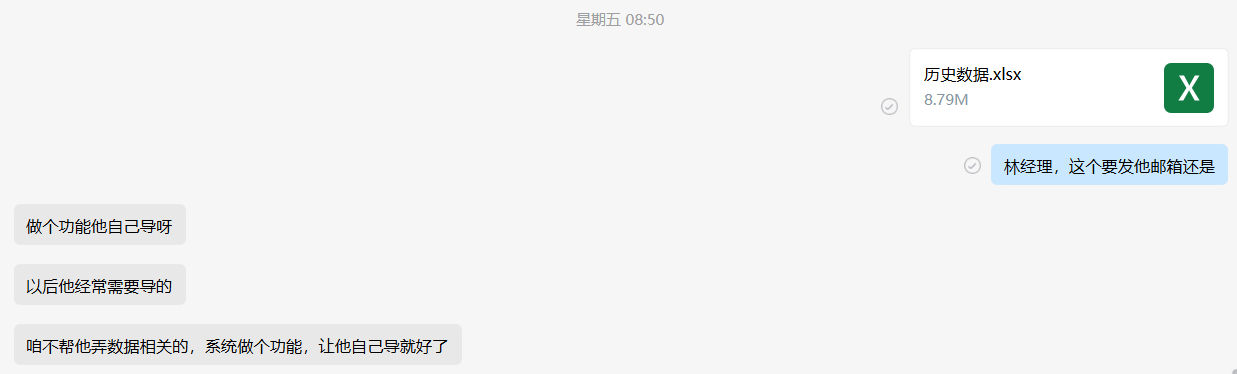 星期五 08:50
历史数据.xlsx
8.79M
X
林经理，这个要发他邮箱还是
做个功能他自己导呀
以后他经常需要导的
咱不帮他弄数据相关的，系统做个功能，让他自己导就好了